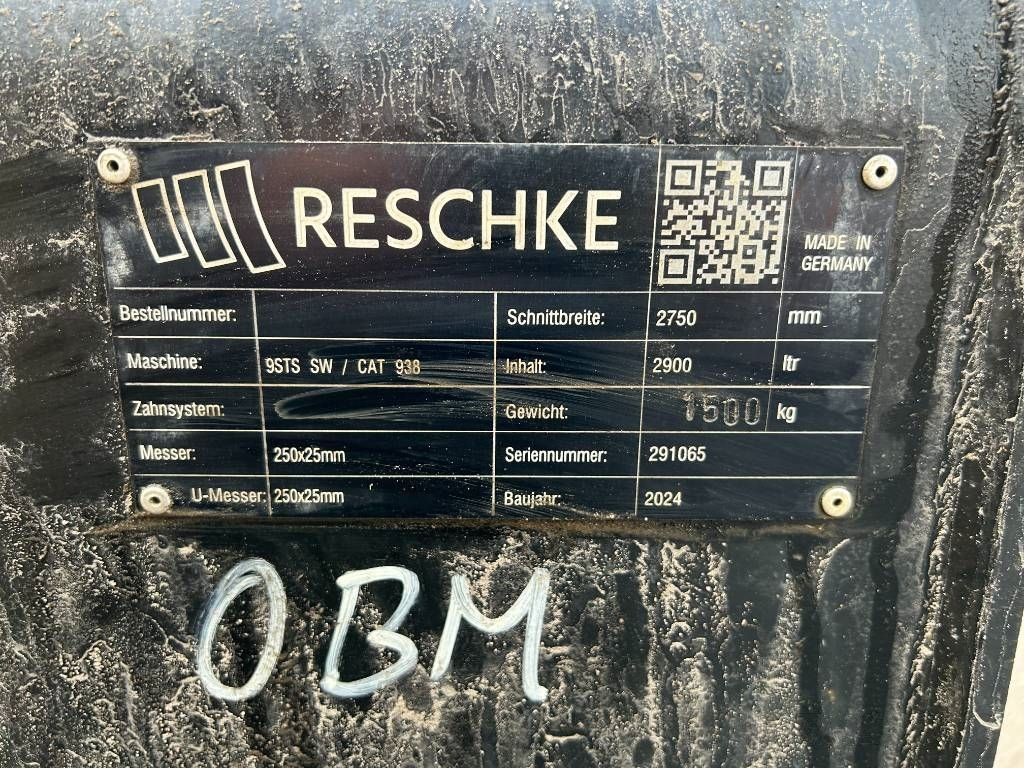 RESCHKE
MADE IN
GERMANY
Bestellnummer: Schnittbreite: 2750 mm
Maschine: 9STS SW / CAT 938 Inhalt: 2900 ltr
Zahnsystem: Gewicht: 1500 kg
Messer: 250x25mm Seriennummer: 291065
U-Messer: 250x25mm Baujahr: 2024
OBM